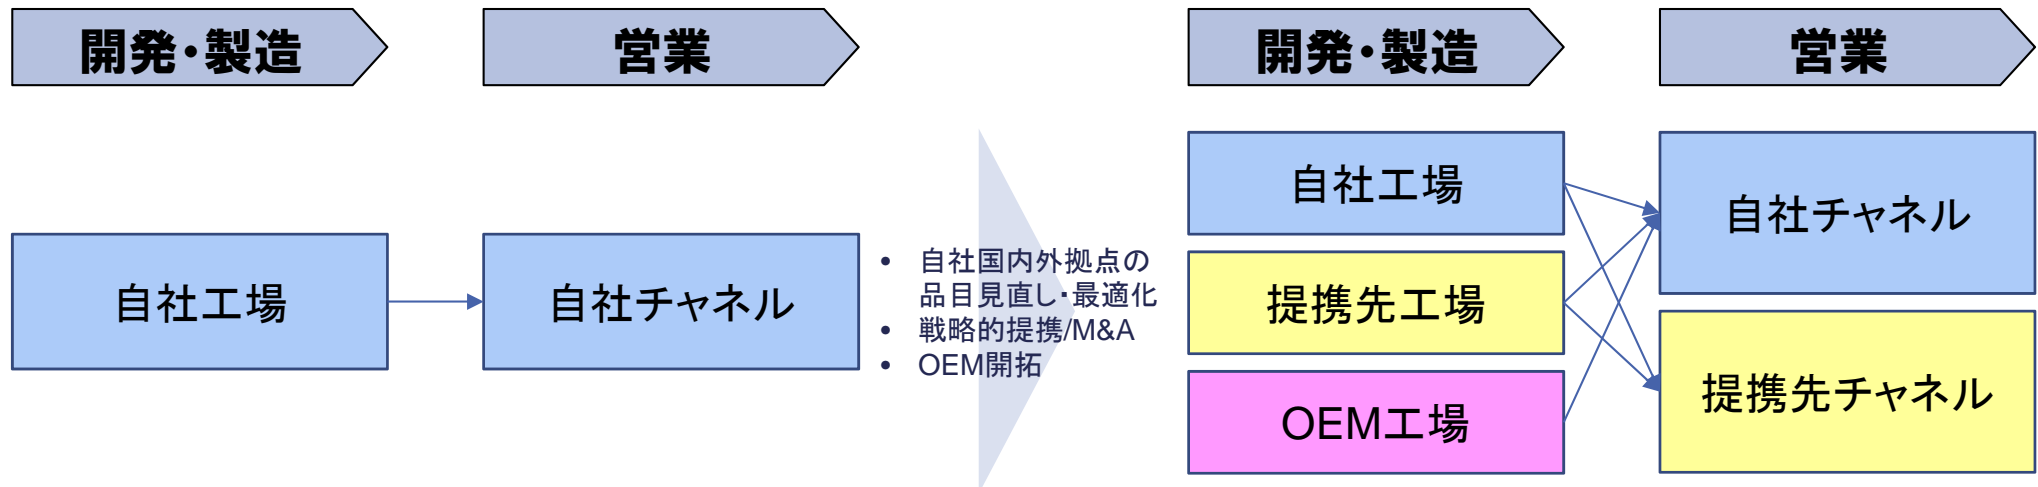 開発・製造
営業
自社工場
自社チャネル
• 自社国内外拠点の
品目見直し・最適化
• 戦略的提携/M&A
• OEM開拓
開発・製造
営業
自社工場
提携先工場
OEM工場
自社チャネル
提携先チャネル